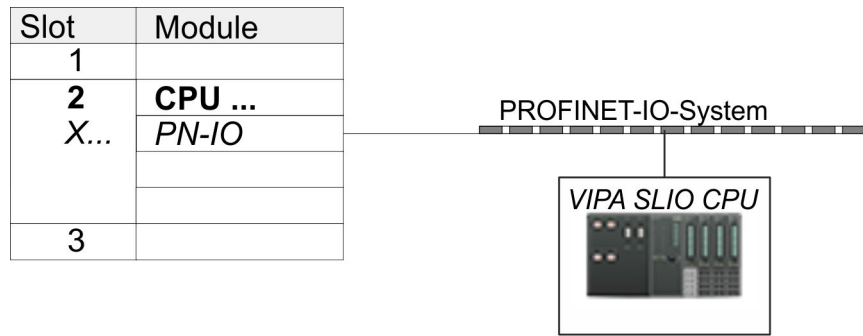 Slot Module
1
2 CPU ...
X... PN-IO
3
PROFINET-IO-System
VIPA SLIO CPU